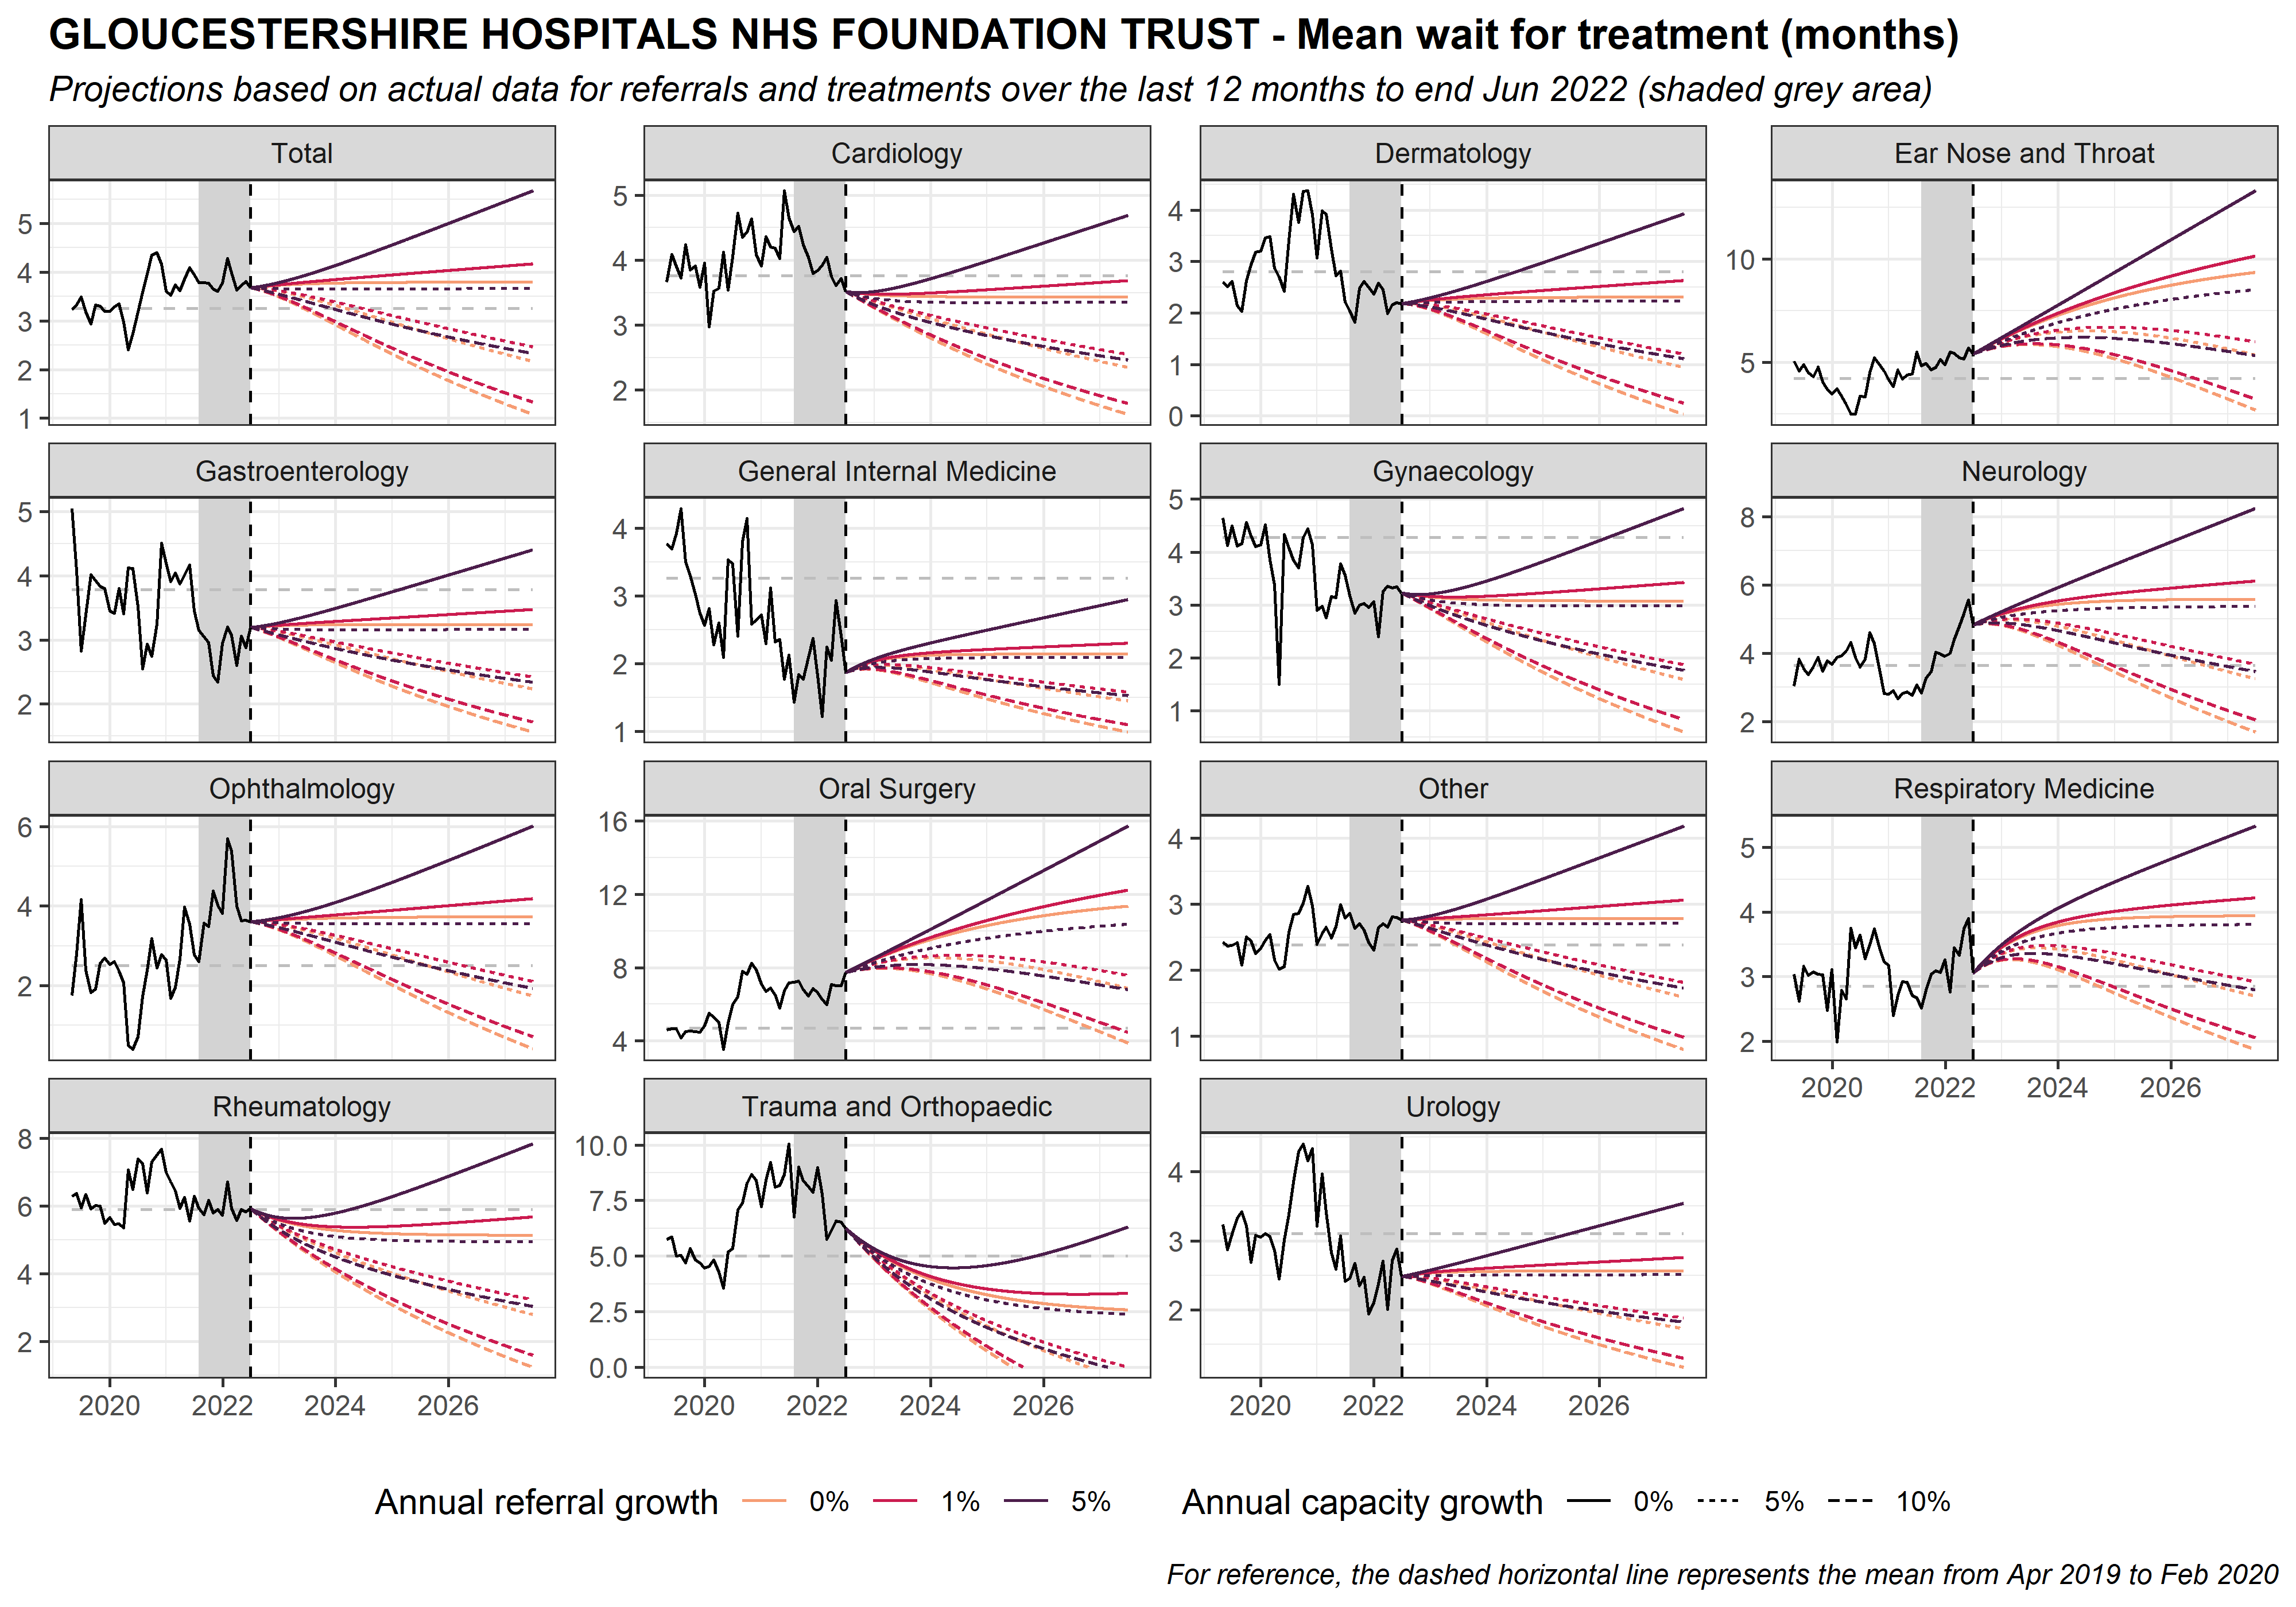 GLOUCESTERSHIRE HOSPITALS NHS FOUNDATION TRUST - Mean wait for treatment (months)
Projections based on actual data for referrals and treatments over the last 12 months to end Jun 2022 (shaded grey area)
Total
5
4
3
2
1
Cardiology
5
4
3
2
Dermatology
4
3
2
1
0
Ear Nose and Throat
10
5
Gastroenterology
5
4
3
2
General Internal Medicine
4
3
2
1
Gynaecology
5
4
3
2
1
Neurology
8
6
4
2
Ophthalmology
6
4
2
Oral Surgery
16
12
8
4
Other
4
3
2
1
Respiratory Medicine
5
4
3
2
2020 2022 2024 2026
Rheumatology
8
6
4
2
2020 2022 2024 2026
Trauma and Orthopaedic
10.0
7.5
5.0
2.5
0.0
2020 2022 2024 2026
Urology
4
3
2
2020 2022 2024 2026
Annual referral growth 0% 1% 5% Annual capacity growth 0% 5% 10%
For reference, the dashed horizontal line represents the mean from Apr 2019 to Feb 2020